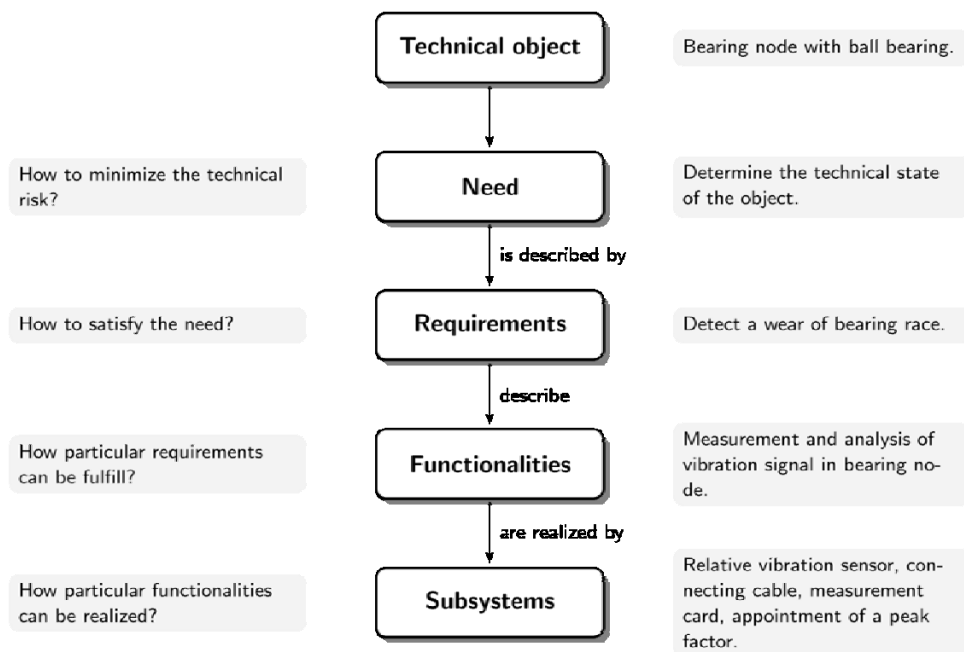 Technical object
Bearing node with ball bearing.
How to minimize the technical
risk?
Need
Determine the technical state
of the object.
is described by
How to satisfy the need?
Requirements
Detect a wear of bearing race.
describe
How particular requirements
can be fulfill?
Functionalities
Measurement and analysis of
vibration signal in bearing no-
de.
are realized by
How particular functionalities
can be realized?
Subsystems
Relative vibration sensor, con-
necting cable, measurement
card, appointment of a peak
factor.